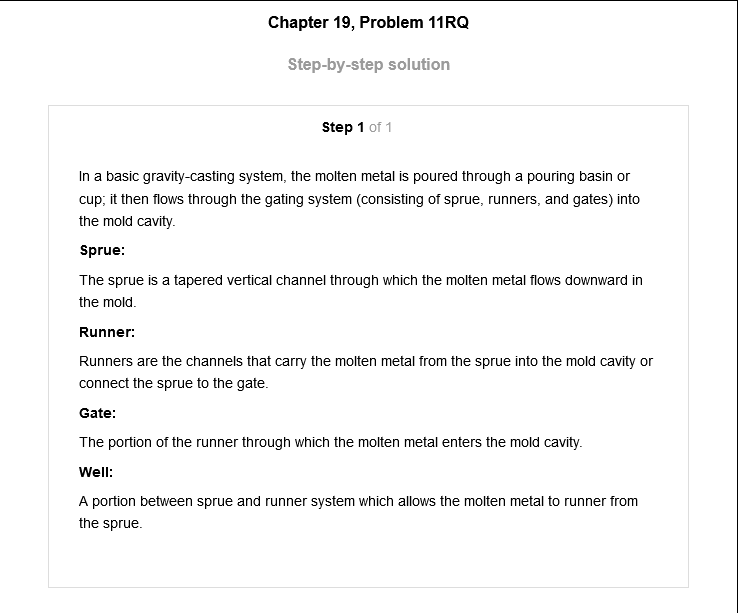 Chapter 19, Problem 11RQ
Step-by-step solution
Step 1 of 1
In a basic gravity-casting system, the molten metal is poured through a pouring basin or
cup; it then flows through the gating system (consisting of sprue, runners, and gates) into
the mold cavity.
Sprue:
The sprue is a tapered vertical channel through which the molten metal flows downward in
the mold.
Runner:
Runners are the channels that carry the molten metal from the sprue into the mold cavity or
connect the sprue to the gate.
Gate:
The portion of the runner through which the molten metal enters the mold cavity.
Well:
A portion between sprue and runner system which allows the molten metal to runner from
the sprue.